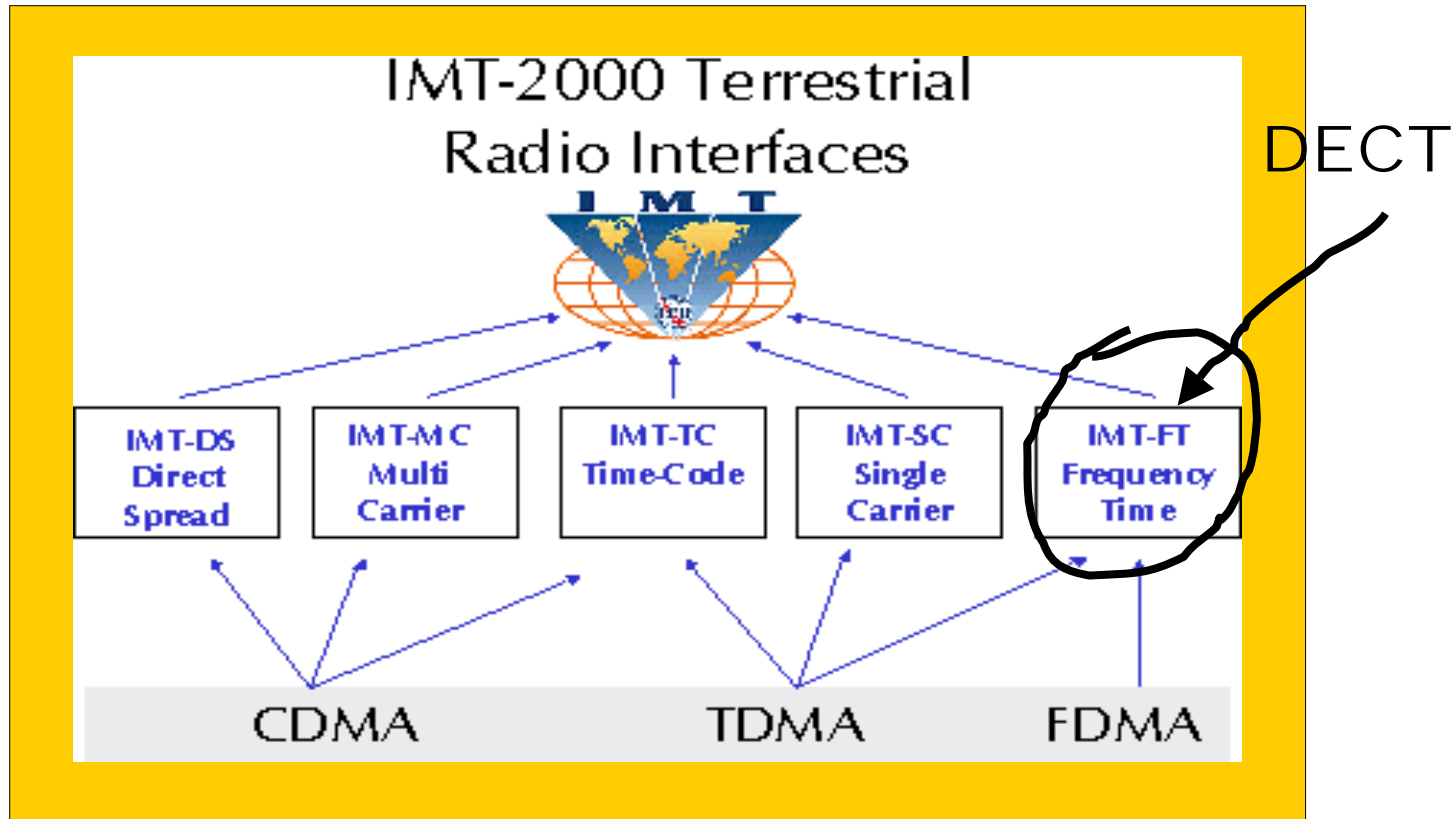 IMT-2000 Terrestrial
Radio Interfaces
DECT
I M T
IMT-DS
Direct
Spread
IMT-MC
Multi
Carrier
IMT-TC
Time-Code
IMT-SC
Single
Carrier
IMT-FT
Frequency
Time
CDMA
TDMA
FDMA